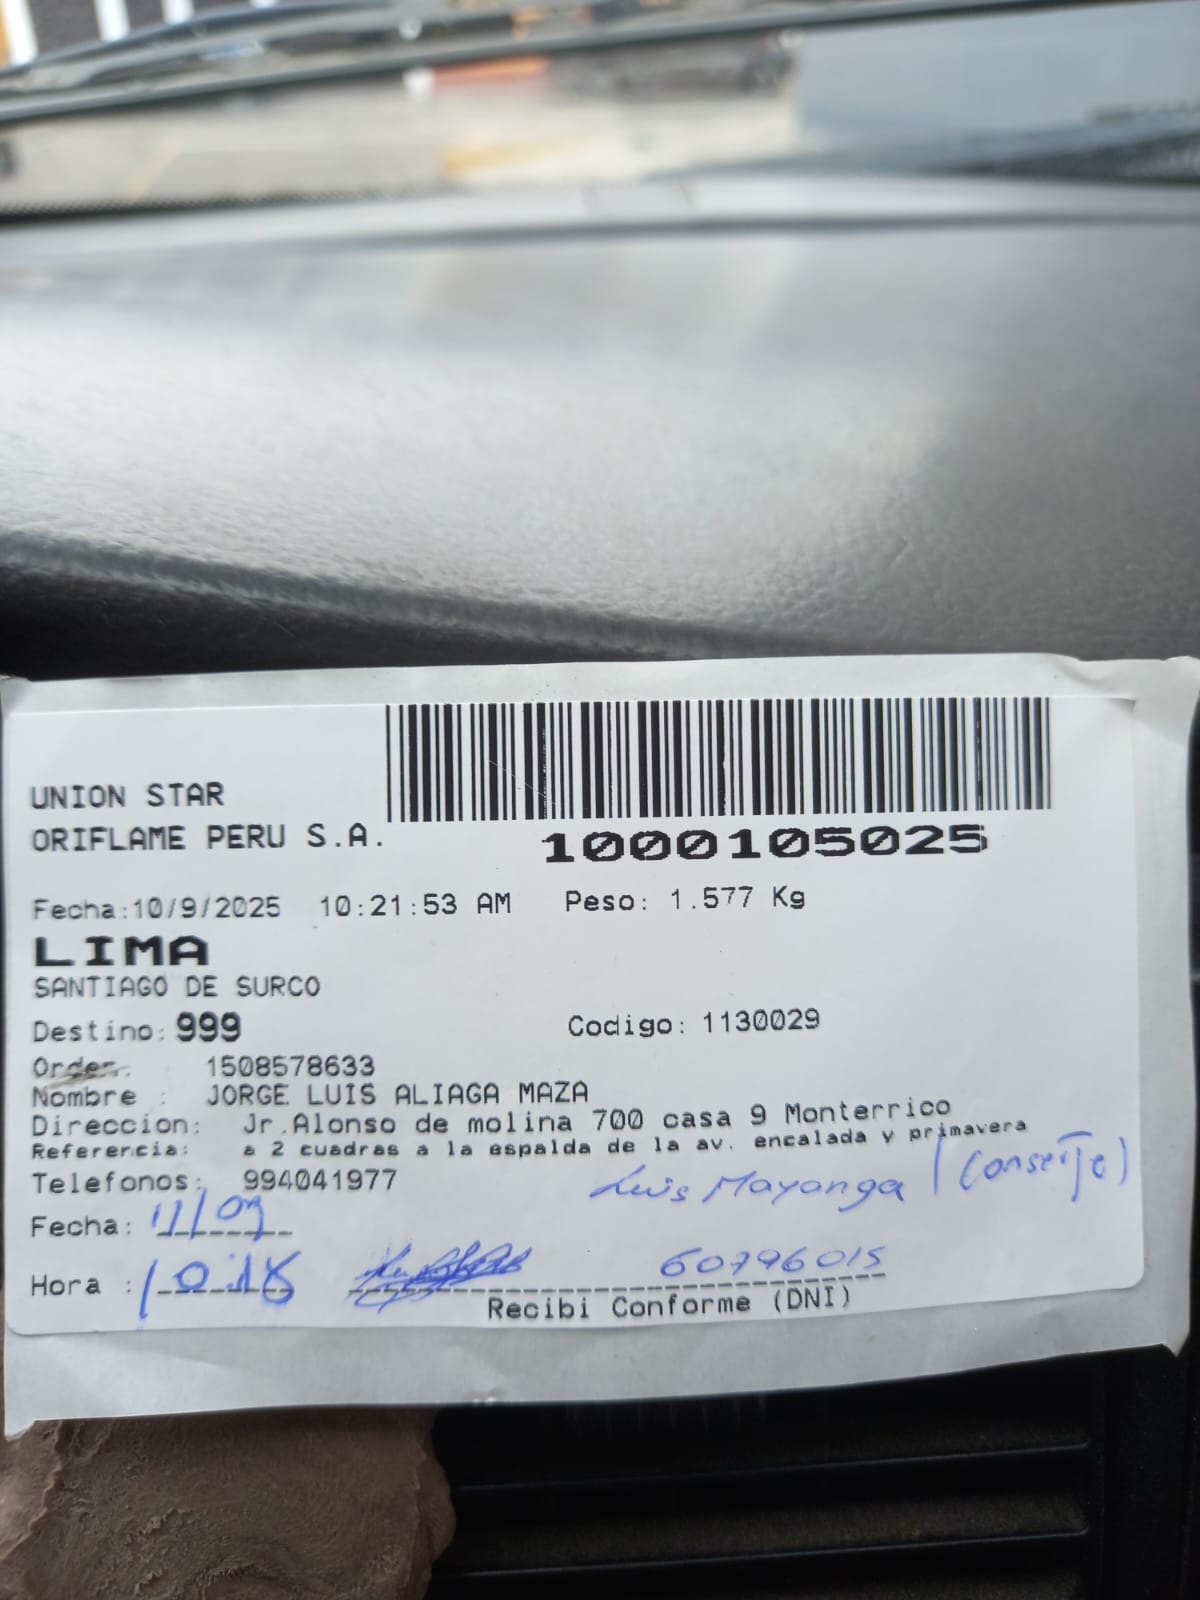 UNION STAR
ORIFLAME PERU S.A.
1000105025
Fecha:10/9/2025 10:21:53 AM Peso: 1.577 Kg
LIMA
SANTIAGO DE SURCO
Destino: 999 Codigo: 1130029
Order. 1508578633
Nombre : JORGE LUIS ALIAGA MAZA
Direccion: Jr.Alonso de molina 700 casa 9 Monterrico
Referencia: a 2 cuadras a la espalda de la av. encalada y primavera
Telefonos: 994041977
Luis Mayanga (Conserje)
Fecha: 11/09
Hora : 10:18 60796015
Recibi Conforme (DNI)